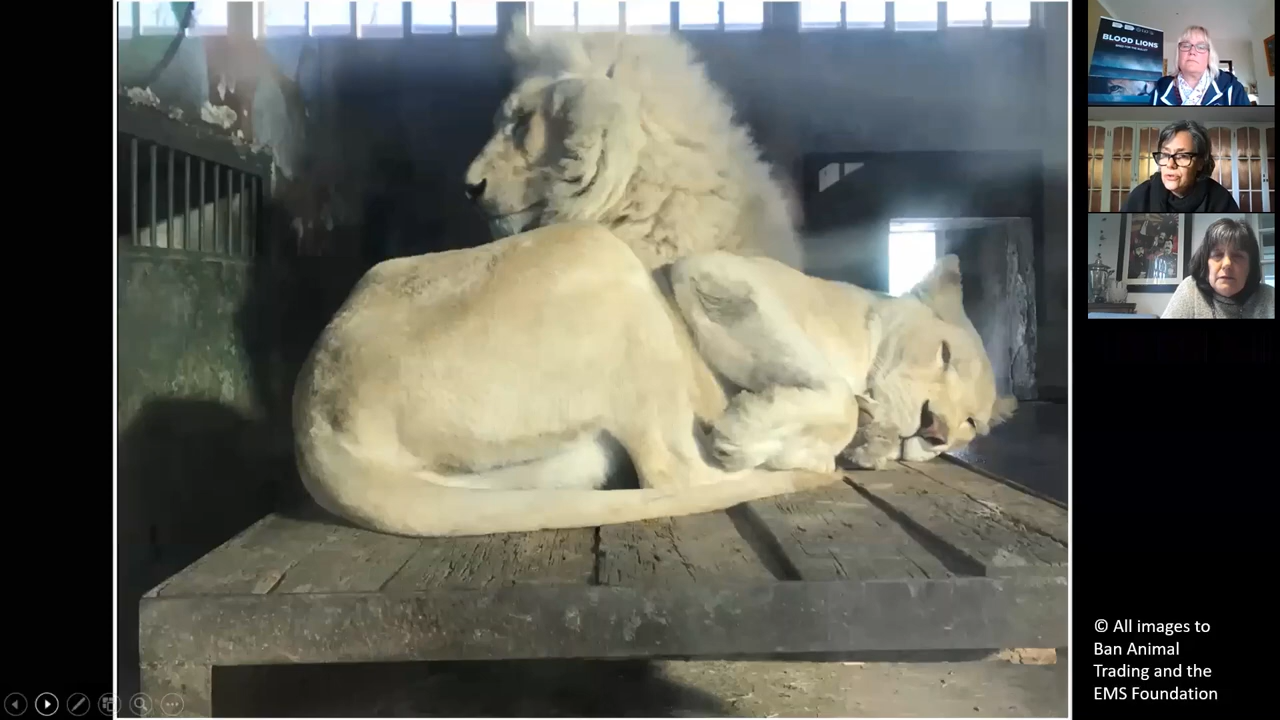 BLOOD LIONS
© All images to
Ban Animal
Trading and the
EMS Foundation